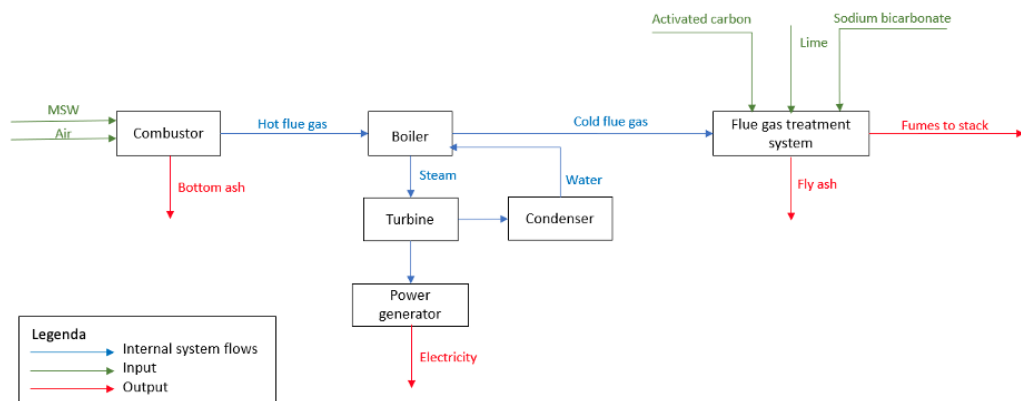 Activated carbon
Sodium bicarbonate
Lime
MSW
Air
Combustor
Hot flue gas
Boiler
Cold flue gas
Flue gas treatment
system
Fumes to stack
Bottom ash
Steam
Water
Fly ash
Turbine
Condenser
Power
generator
Electricity
Legenda
Internal system flows
Input
Output